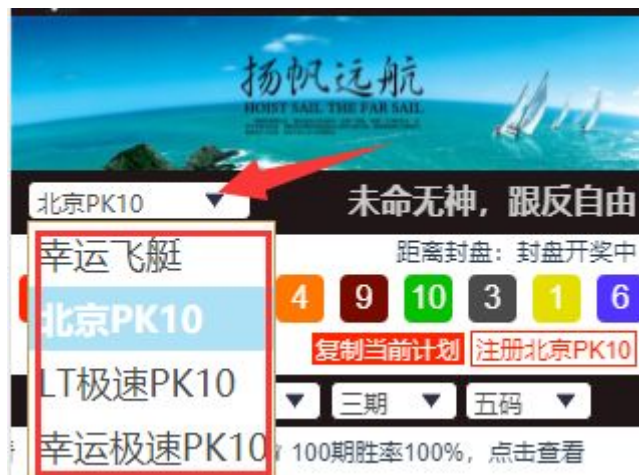 扬帆远航
HOIST SAIL THE FAR SAIL
北京PK10 ▼
未命无神，跟反自由
幸运飞艇
距离封盘：封盘开奖中
北京PK10
4 9 10 3 1 6
复制当前计划 注册北京PK10
LT极速PK10
▼ 三期 ▼ 五码 ▼
幸运极速PK10
100期胜率100%，点击查看